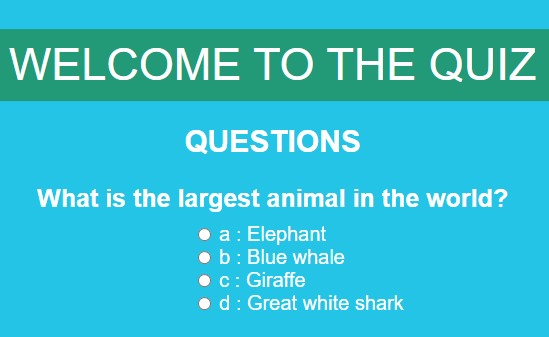 WELCOME TO THE QUIZ
QUESTIONS
What is the largest animal in the world?
a : Elephant
b : Blue whale
c : Giraffe
d : Great white shark